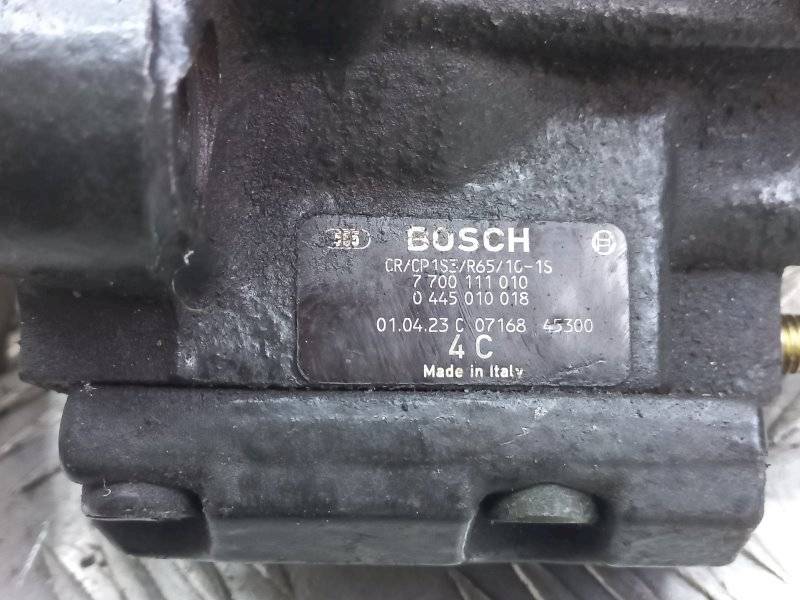 BOSCH
CR/CP1S3/R65/10-1S
7 700 111 010
0 445 010 018
01.04.23 C 07168 45300
4 C
Made in Italy